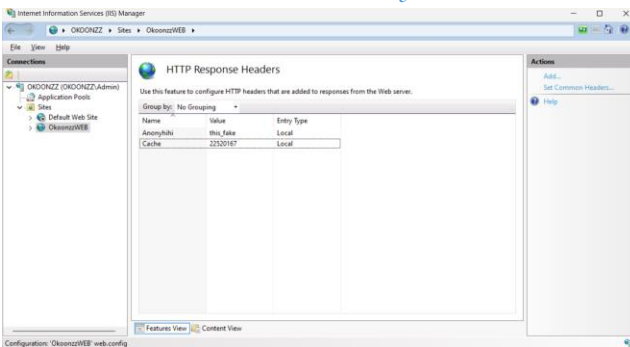 Internet Information Services (IIS) Manager
OKOONZZ ▸ Sites ▸ OkoonzzWEB ▸
File View Help
Connections
OKOONZZ (OKOONZZ\Admin)
Application Pools
Sites
Default Web Site
OkoonzzWEB
HTTP Response Headers
Use this feature to configure HTTP headers that are added to responses from the Web server.
Group by: No Grouping
Name Value Entry Type
Anonyhihi this_fake Local
Cache 22520167 Local
Features View Content View
Actions
Add...
Set Common Headers...
Help
Configuration: 'OkoonzzWEB' web.config